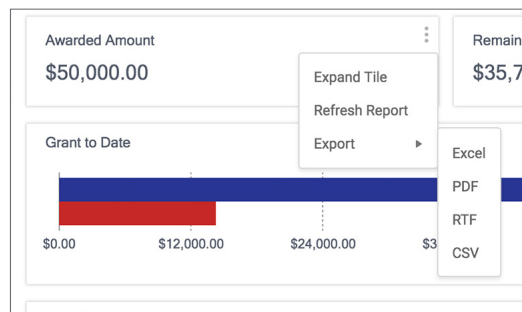 Awarded Amount
$50,000.00
Remain
$35,7
Expand Tile
Refresh Report
Export
Excel
PDF
RTF
CSV
Grant to Date
$0.00
$12,000.00
$24,000.00
$3